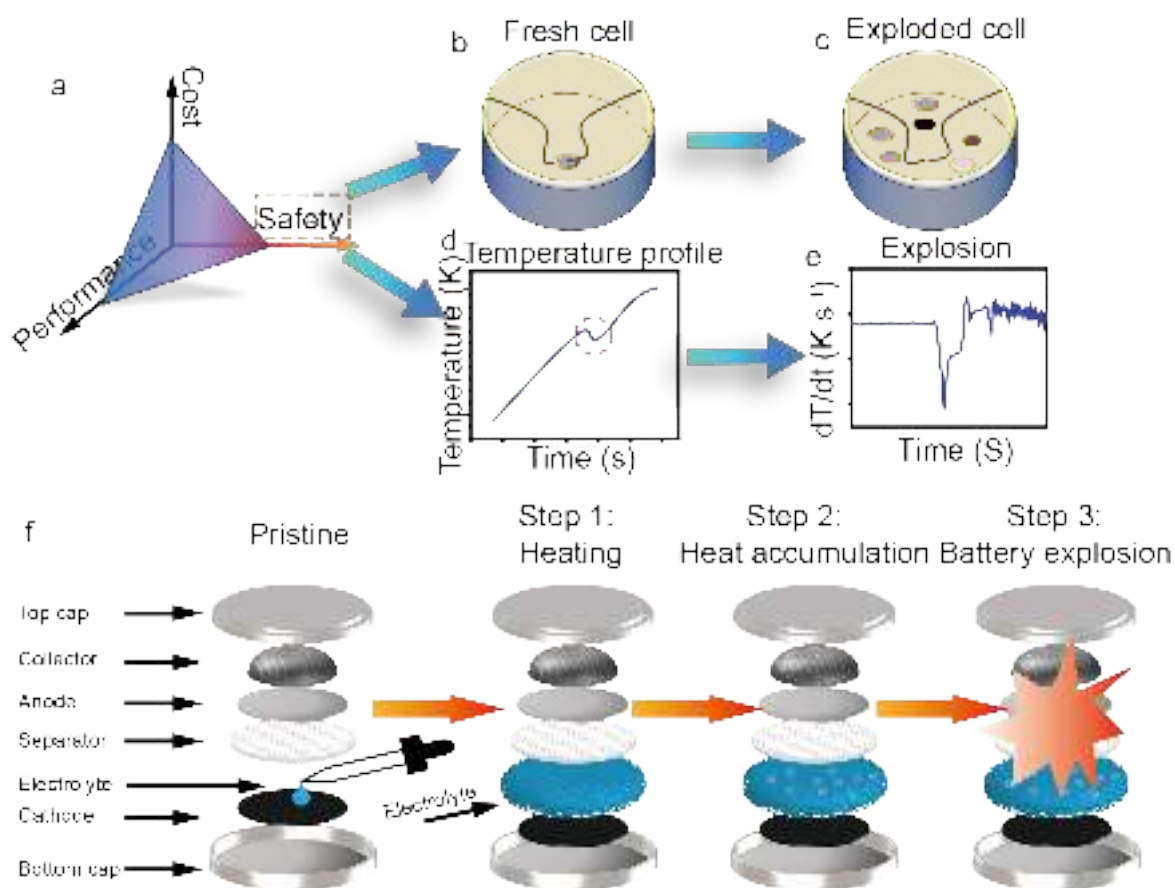 a
Cost
Performance
Safety
b
Fresh cell
c
Exploded cell
d
Temperature profile
Temperature (K)
Time (s)
e
Explosion
dT/dt (K s⁻¹)
Time (S)
f
Pristine
Step 1:
Heating
Step 2:
Heat accumulation
Step 3:
Battery explosion
Top cap
Collector
Anode
Separator
Electrolyte
Cathode
Bottom cap
Electrolyte